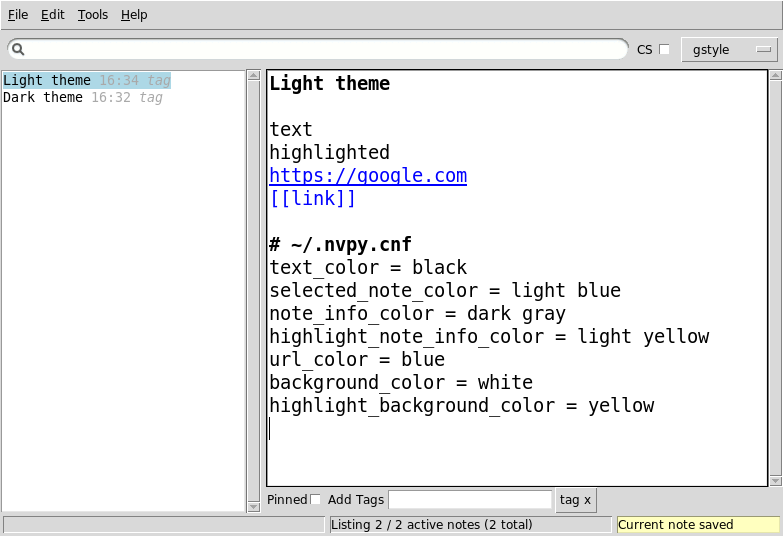 File Edit Tools Help
CS gstyle
Light theme 16:34 tag
Dark theme 16:32 tag
Light theme
text
highlighted
https://google.com
[[link]]
# ~/.nvpy.cnf
text_color = black
selected_note_color = light blue
note_info_color = dark gray
highlight_note_info_color = light yellow
url_color = blue
background_color = white
highlight_background_color = yellow
Pinned Add Tags tag x
Listing 2 / 2 active notes (2 total) Current note saved